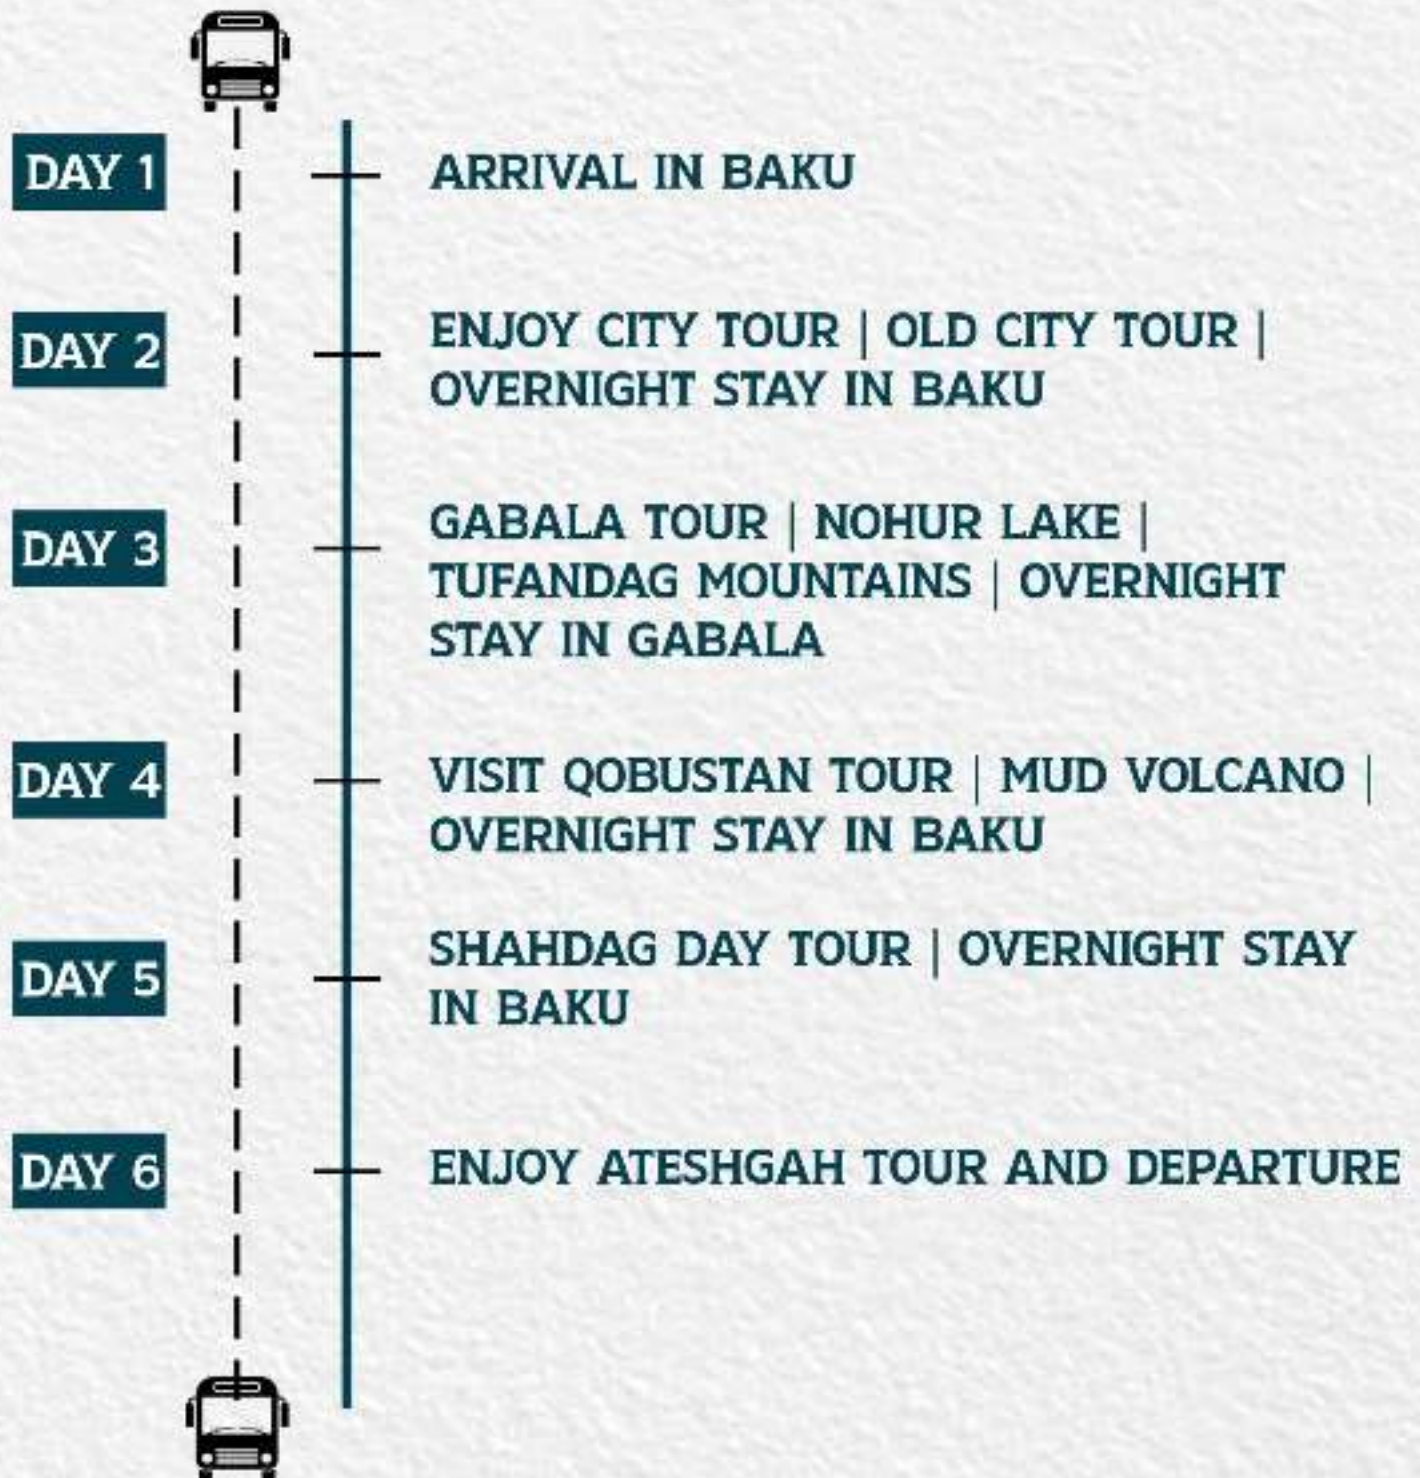 DAY 1
ARRIVAL IN BAKU
DAY 2
ENJOY CITY TOUR | OLD CITY TOUR |
OVERNIGHT STAY IN BAKU
DAY 3
GABALA TOUR | NOHUR LAKE |
TUFANDAG MOUNTAINS | OVERNIGHT
STAY IN GABALA
DAY 4
VISIT QOBUSTAN TOUR | MUD VOLCANO |
OVERNIGHT STAY IN BAKU
DAY 5
SHAHDAG DAY TOUR | OVERNIGHT STAY
IN BAKU
DAY 6
ENJOY ATESHGAH TOUR AND DEPARTURE